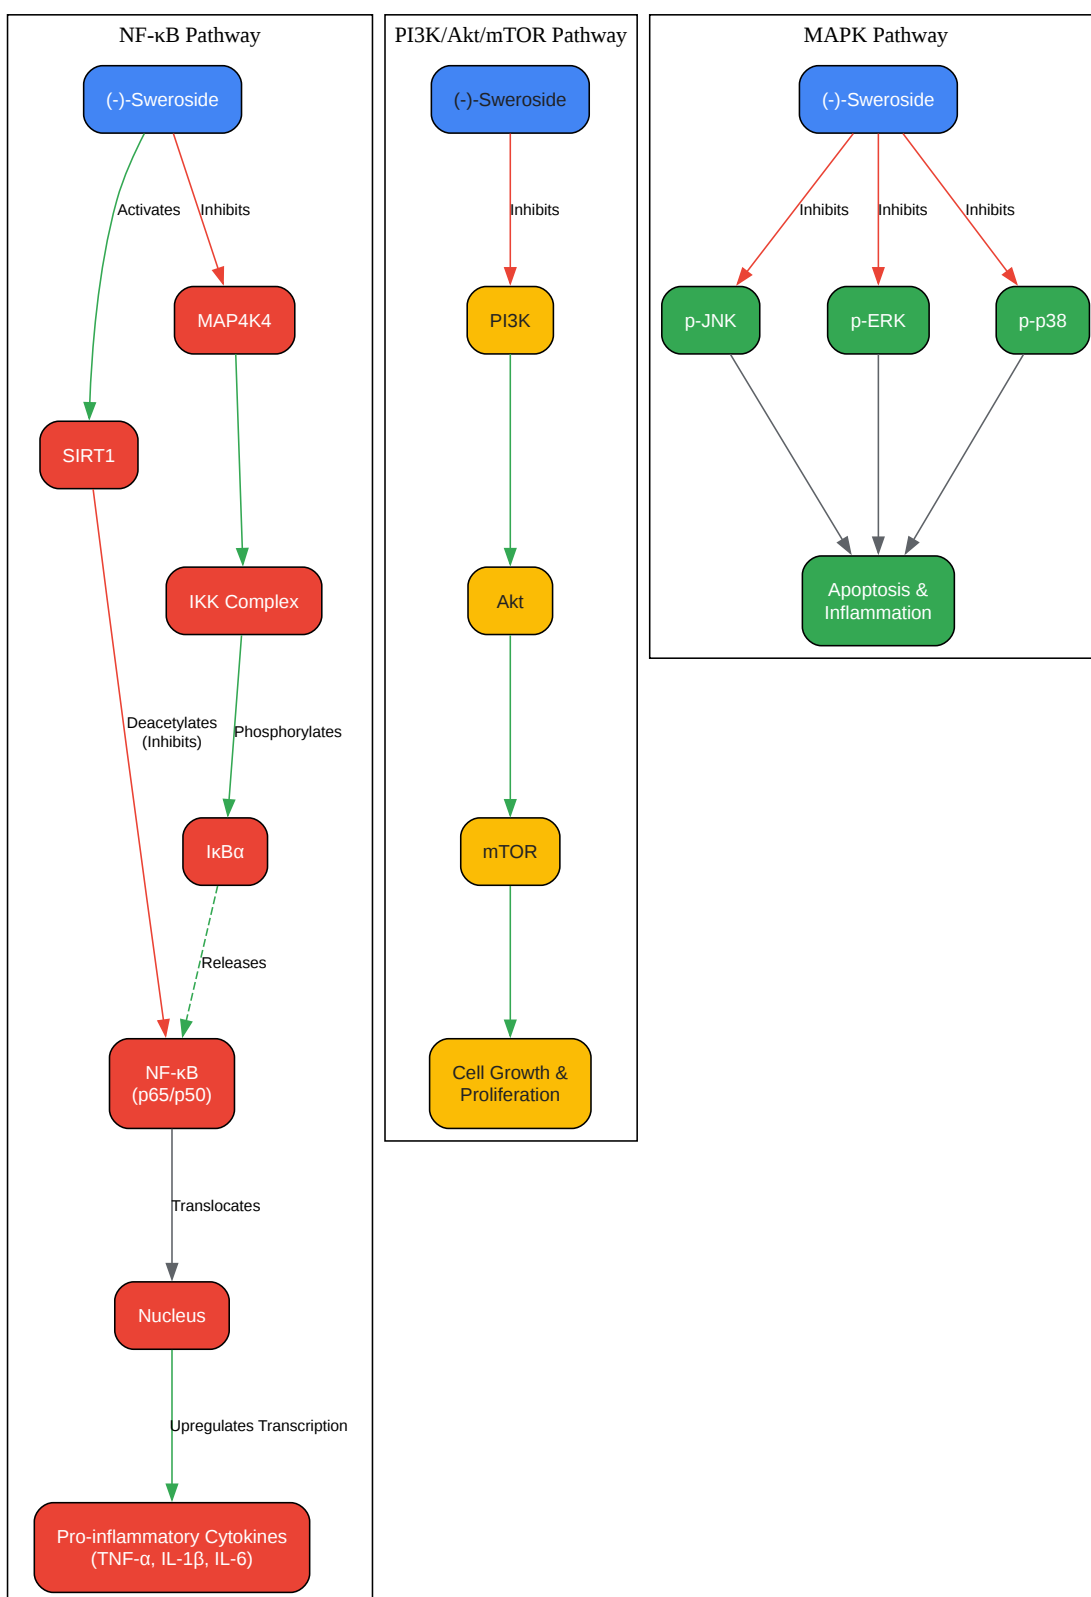 NF-κB Pathway
(-)-Sweroside
Activates
Inhibits
MAP4K4
SIRT1
IKK Complex
Deacetylates
(Inhibits)
Phosphorylates
IκBα
Releases
NF-κB
(p65/p50)
Translocates
Nucleus
Upregulates Transcription
Pro-inflammatory Cytokines
(TNF-α, IL-1β, IL-6)
PI3K/Akt/mTOR Pathway
(-)-Sweroside
Inhibits
PI3K
Akt
mTOR
Cell Growth &
Proliferation
MAPK Pathway
(-)-Sweroside
Inhibits
Inhibits
Inhibits
p-JNK
p-ERK
p-p38
Apoptosis &
Inflammation